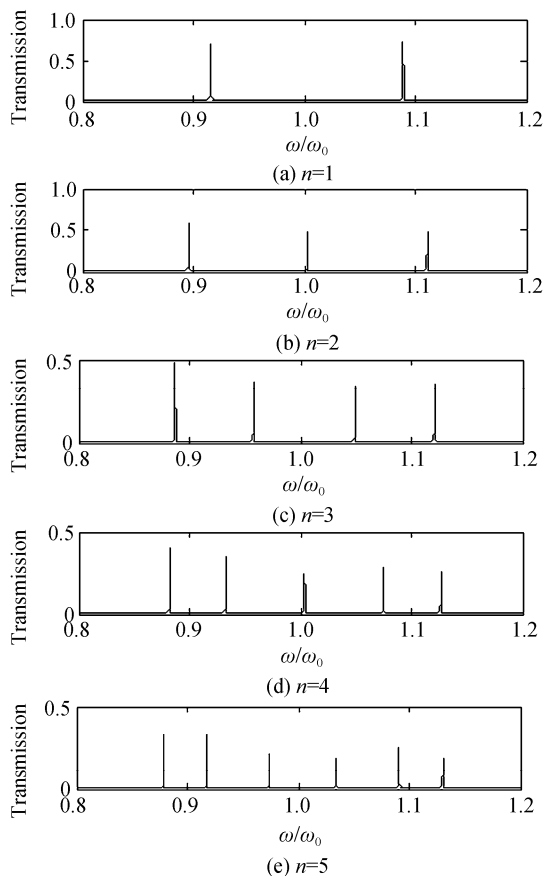 Transmission
1.0
0.5
0
0.8 0.9 1.0 1.1 1.2
ω/ω₀
(a) n=1
Transmission
1.0
0.5
0
0.8 0.9 1.0 1.1 1.2
ω/ω₀
(b) n=2
Transmission
0.5
0
0.8 0.9 1.0 1.1 1.2
ω/ω₀
(c) n=3
Transmission
0.5
0
0.8 0.9 1.0 1.1 1.2
ω/ω₀
(d) n=4
Transmission
0.5
0
0.8 0.9 1.0 1.1 1.2
ω/ω₀
(e) n=5